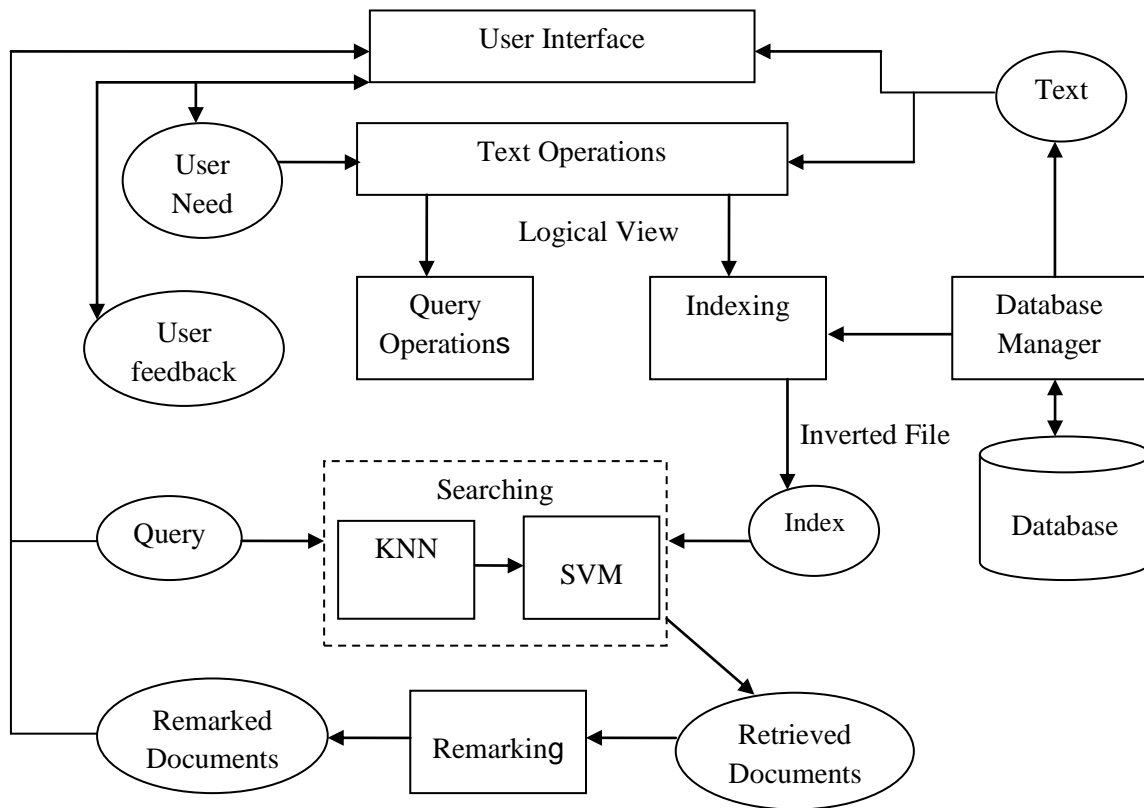 User Interface
Text
User
Need
Text Operations
Logical View
User
feedback
Query
Operations
Indexing
Database
Manager
Inverted File
Searching
Query
KNN
SVM
Index
Database
Remarked
Documents
Remarking
Retrieved
Documents